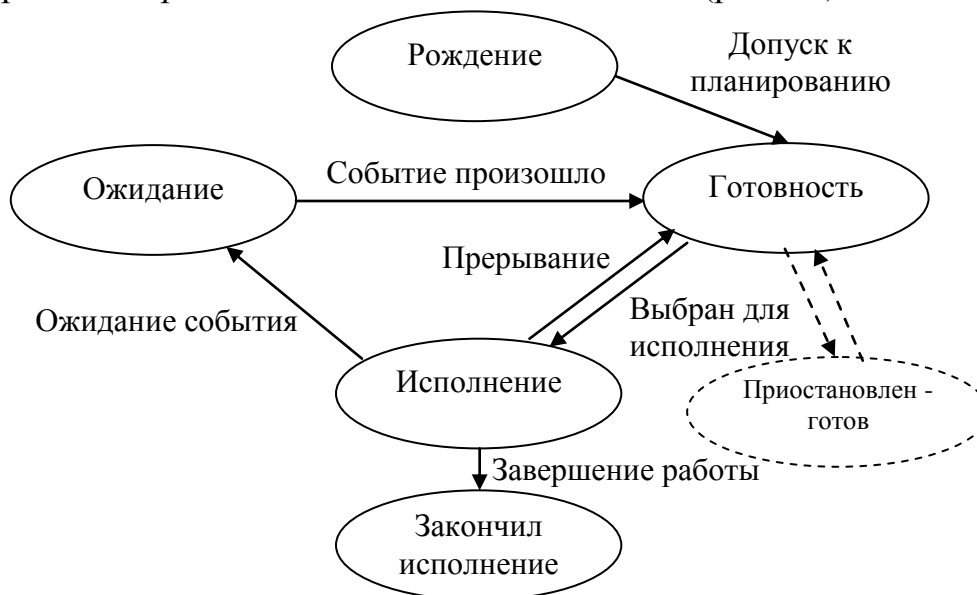 Рождение
Допуск к
планированию
Ожидание
Событие произошло
Готовность
Прерывание
Ожидание события
Выбран для
исполнения
Исполнение
Приостановлен -
готов
Завершение работы
Закончил
исполнение